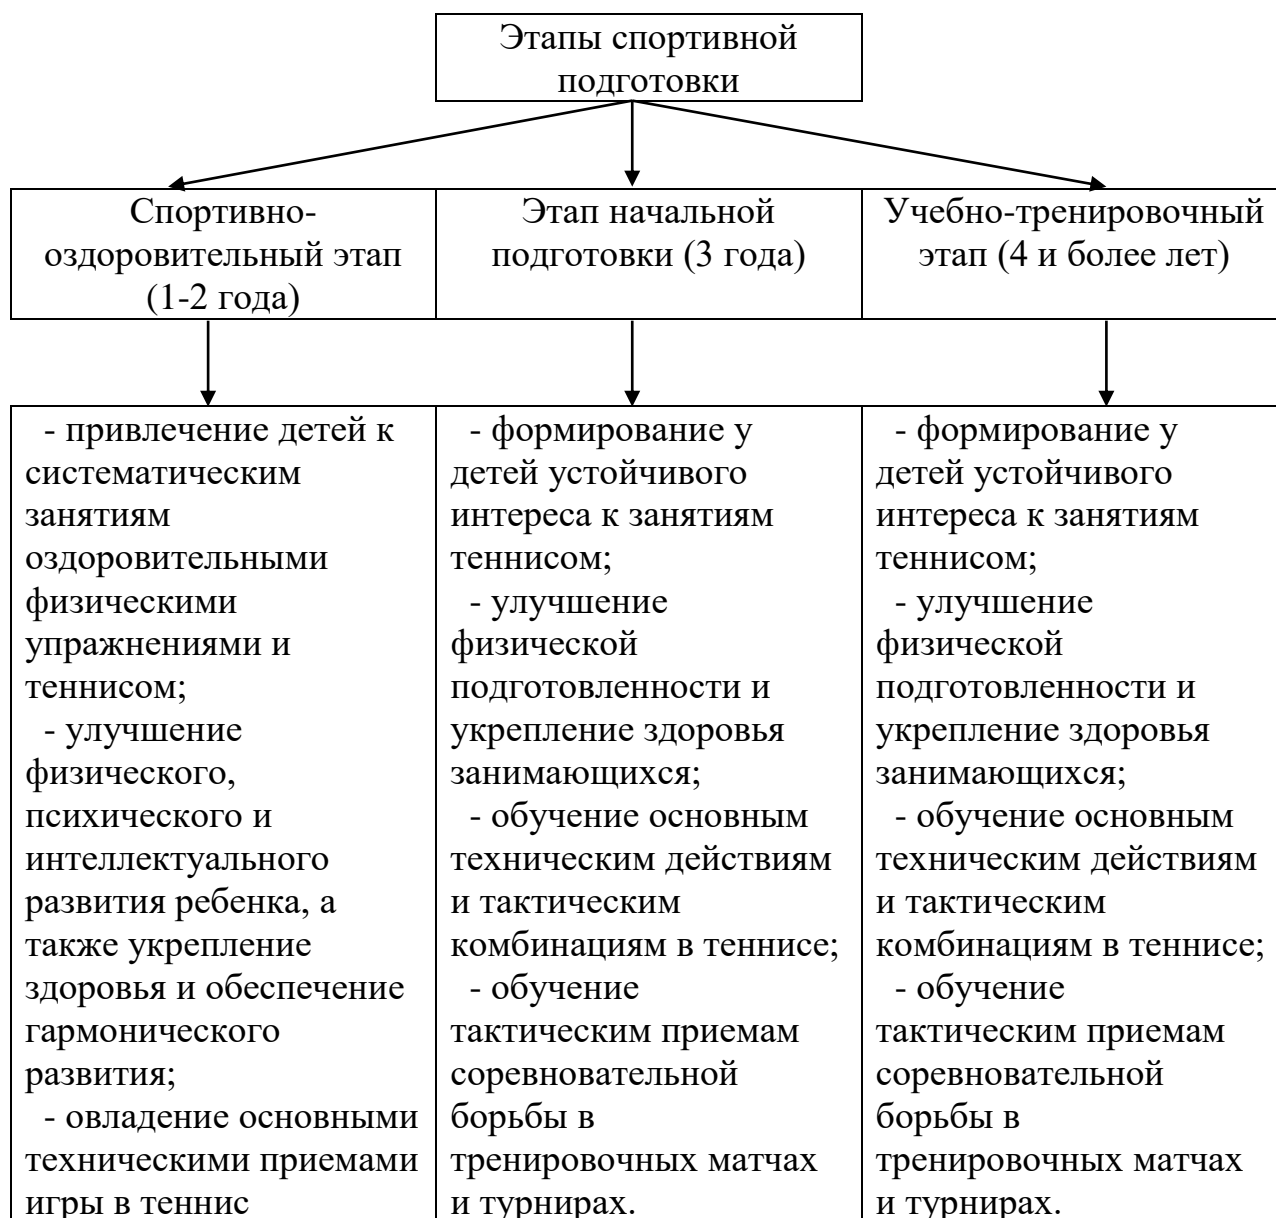 Этапы спортивной
подготовки
Спортивно-
оздоровительный этап
(1-2 года)
Этап начальной
подготовки (3 года)
Учебно-тренировочный
этап (4 и более лет)
- привлечение детей к
систематическим
занятиям
оздоровительными
физическими
упражнениями и
теннисом;
- улучшение
физического,
психического и
интеллектуального
развития ребенка, а
также укрепление
здоровья и обеспечение
гармонического
развития;
- овладение основными
техническими приемами
игры в теннис
- формирование у
детей устойчивого
интереса к занятиям
теннисом;
- улучшение
физической
подготовленности и
укрепление здоровья
занимающихся;
- обучение основным
техническим действиям
и тактическим
комбинациям в теннисе;
- обучение
тактическим приемам
соревновательной
борьбы в
тренировочных матчах
и турнирах.
- формирование у
детей устойчивого
интереса к занятиям
теннисом;
- улучшение
физической
подготовленности и
укрепление здоровья
занимающихся;
- обучение основным
техническим действиям
и тактическим
комбинациям в теннисе;
- обучение
тактическим приемам
соревновательной
борьбы в
тренировочных матчах
и турнирах.